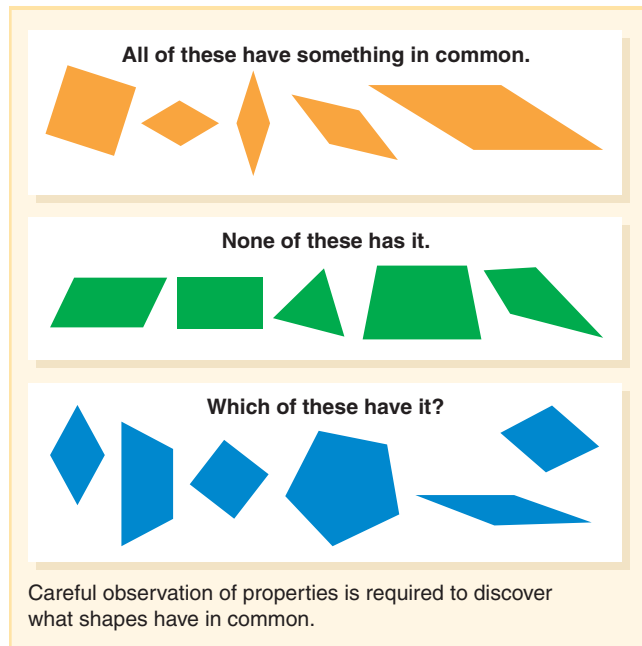 All of these have something in common.
None of these has it.
Which of these have it?
Careful observation of properties is required to discover
what shapes have in common.